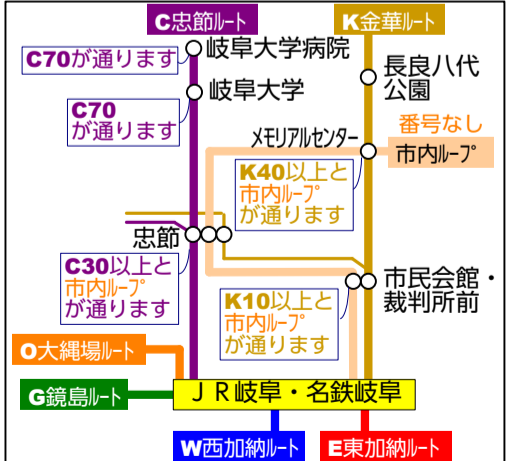 C忠節ルート
K金華ルート
C70が通ります
岐阜大学病院
長良八代
公園
岐阜大学
C70
が通ります
番号なし
市内ループ
メモリアルセンター
K40以上と
市内ループ
が通ります
忠節
C30以上と
市内ループ
が通ります
市民会館・
裁判所前
K10以上と
市内ループ
が通ります
O大縄場ルート
G鏡島ルート
JR岐阜・名鉄岐阜
W西加納ルート
E東加納ルート